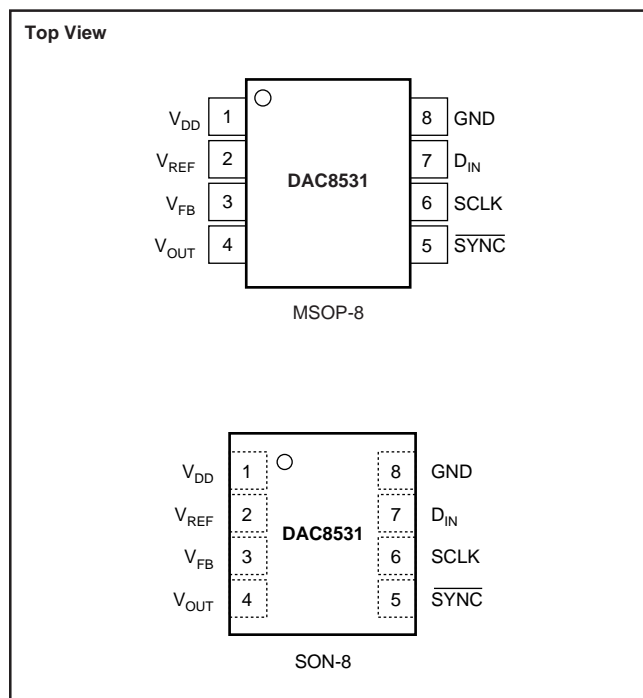 Top View
V_DD 1 8 GND
V_REF 2 7 D_IN
DAC8531
V_FB 3 6 SCLK
V_OUT 4 5 S̅Y̅N̅C̅
MSOP-8
V_DD 1 8 GND
V_REF 2 7 D_IN
DAC8531
V_FB 3 6 SCLK
V_OUT 4 5 S̅Y̅N̅C̅
SON-8